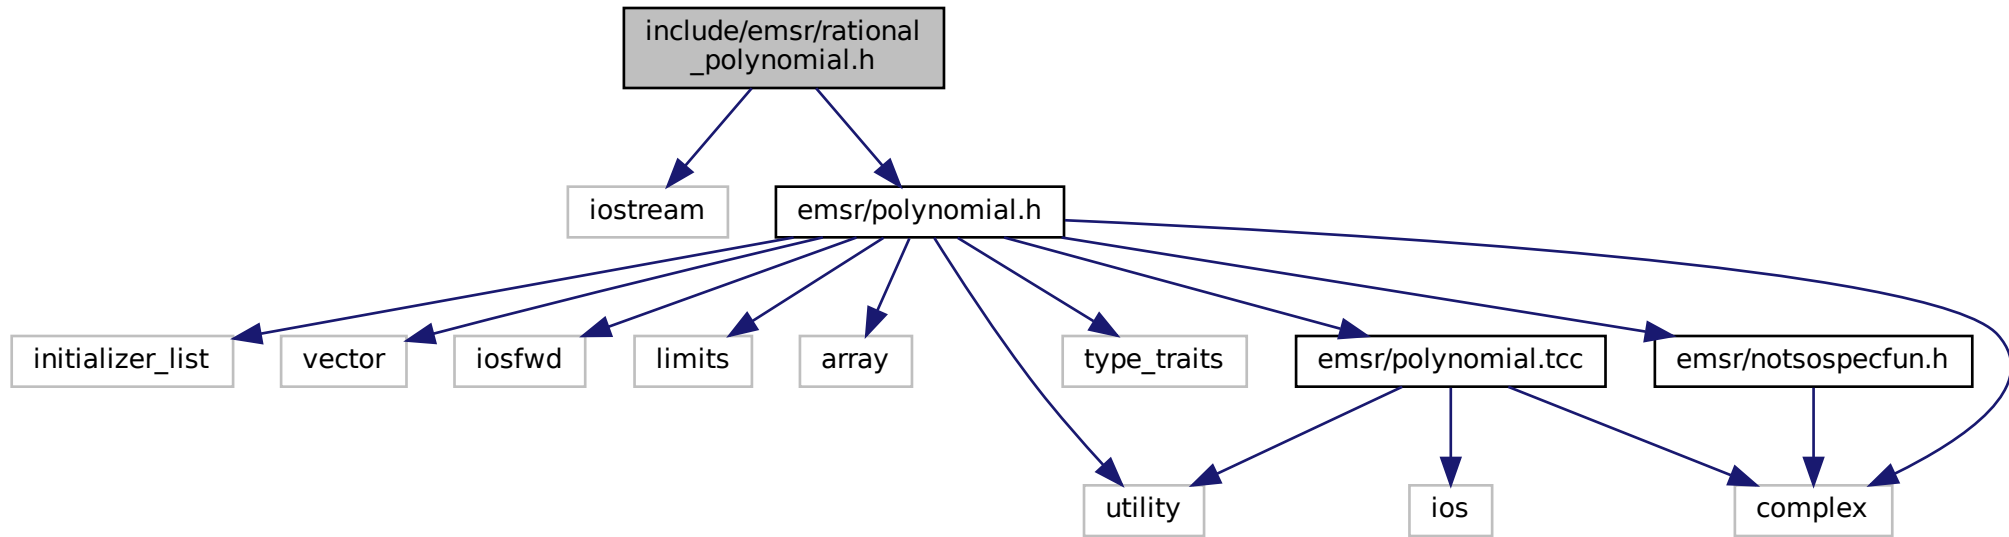 include/emsr/rational
_polynomial.h
iostream
emsr/polynomial.h
initializer_list
vector
iosfwd
limits
array
type_traits
emsr/polynomial.tcc
emsr/notsospecfun.h
utility
ios
complex